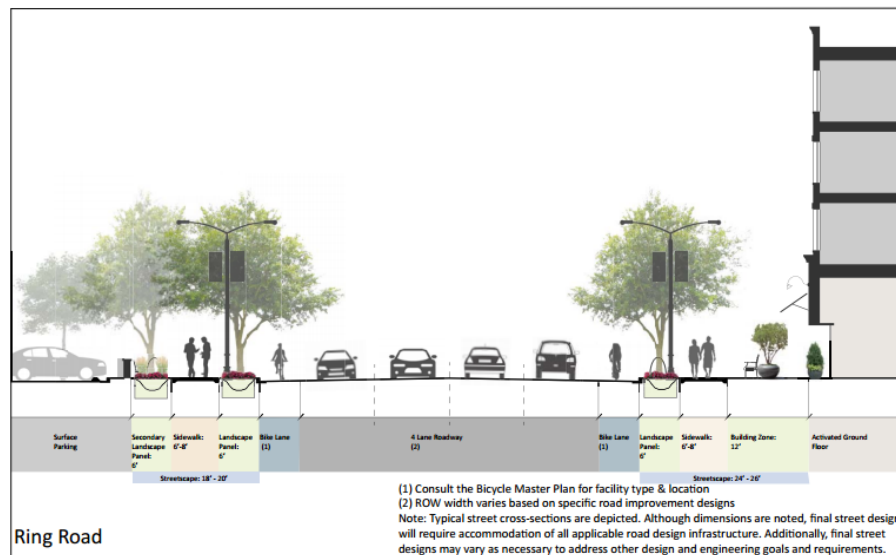 Surface
Parking
Secondary
Landscape
Panel:
6'
Sidewalk:
6'-8'
Landscape
Panel:
6'
Bike Lane
(1)
4 Lane Roadway
(2)
Bike Lane
(1)
Landscape
Panel:
6'
Sidewalk:
6'-8'
Building Zone:
12'
Activated Ground
Floor
Streetscape: 18' - 20'
Streetscape: 24' - 26'
(1) Consult the Bicycle Master Plan for facility type & location
(2) ROW width varies based on specific road improvement designs
Note: Typical street cross-sections are depicted. Although dimensions are noted, final street design
will require accommodation of all applicable road design infrastructure. Additionally, final street
designs may vary as necessary to address other design and engineering goals and requirements.
Ring Road